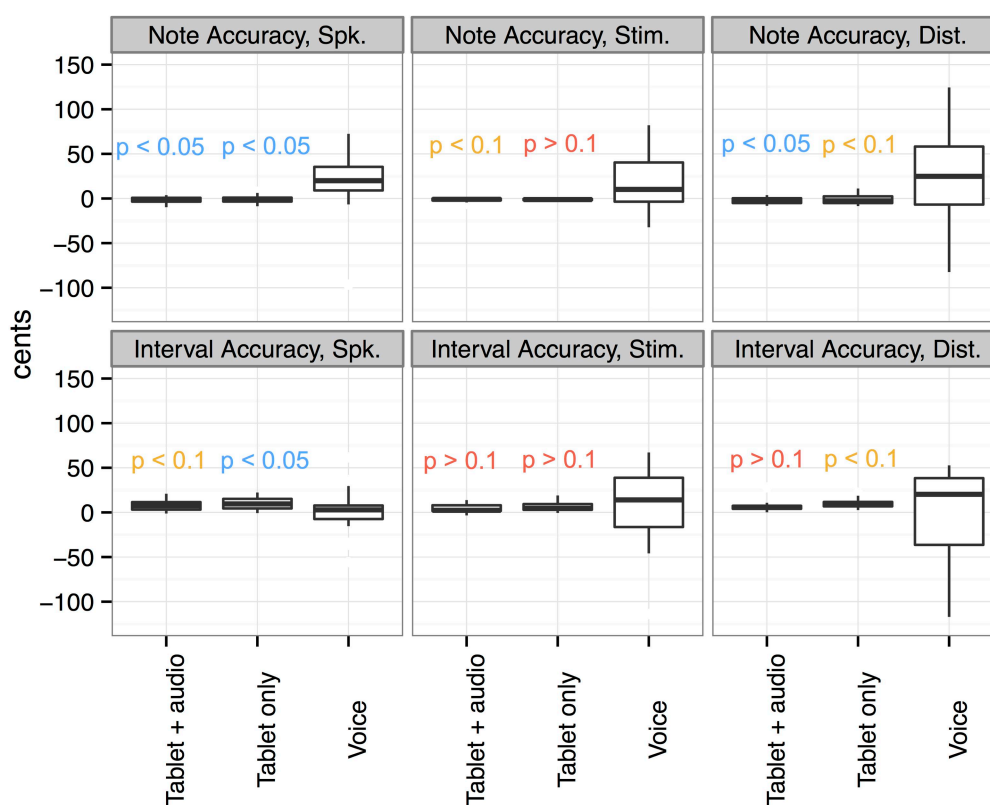 Note Accuracy, Spk.
Note Accuracy, Stim.
Note Accuracy, Dist.
150
100
50
0
−50
−100
p < 0.05
p < 0.05
p < 0.1
p > 0.1
p < 0.05
p < 0.1
cents
Interval Accuracy, Spk.
Interval Accuracy, Stim.
Interval Accuracy, Dist.
150
100
50
0
−50
−100
p < 0.1
p < 0.05
p > 0.1
p > 0.1
p > 0.1
p < 0.1
Tablet + audio
Tablet only
Voice
Tablet + audio
Tablet only
Voice
Tablet + audio
Tablet only
Voice